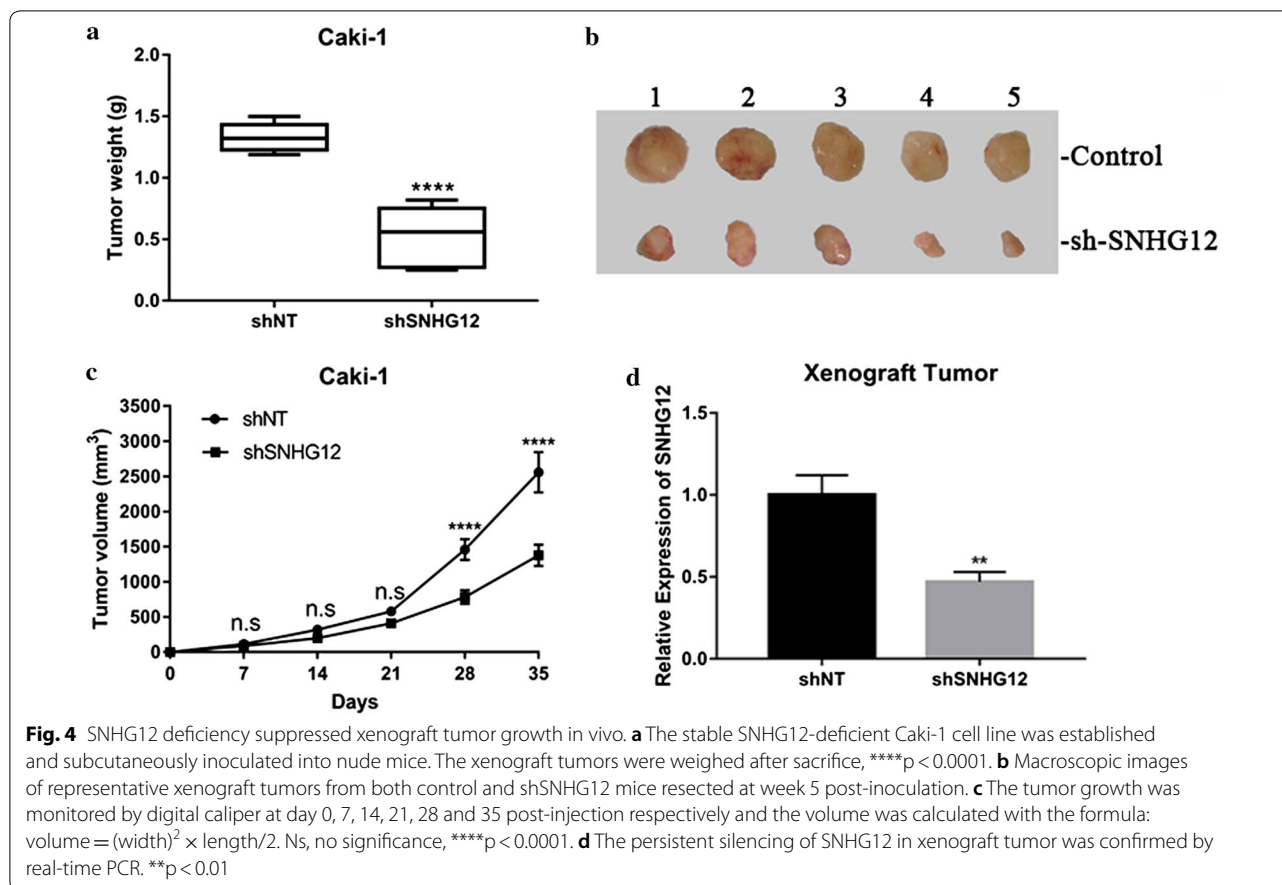 a
Caki-1
Tumor weight (g)
2.0
1.5
1.0
0.5
0.0
****
shNT shSNHG12
b
1 2 3 4 5
-Control
-sh-SNHG12
c
Caki-1
Tumor volume (mm³)
3500
3000
2500
2000
1500
1000
500
0
shNT
shSNHG12
n.s n.s n.s **** ****
0 7 14 21 28 35
Days
d
Xenograft Tumor
Relative Expression of SNHG12
1.5
1.0
0.5
0.0
**
shNT shSNHG12
Fig. 4 SNHG12 deficiency suppressed xenograft tumor growth in vivo. a The stable SNHG12-deficient Caki-1 cell line was established
and subcutaneously inoculated into nude mice. The xenograft tumors were weighed after sacrifice, ****p < 0.0001. b Macroscopic images
of representative xenograft tumors from both control and shSNHG12 mice resected at week 5 post-inoculation. c The tumor growth was
monitored by digital caliper at day 0, 7, 14, 21, 28 and 35 post-injection respectively and the volume was calculated with the formula:
volume = (width)² × length/2. Ns, no significance, ****p < 0.0001. d The persistent silencing of SNHG12 in xenograft tumor was confirmed by
real-time PCR. **p < 0.01